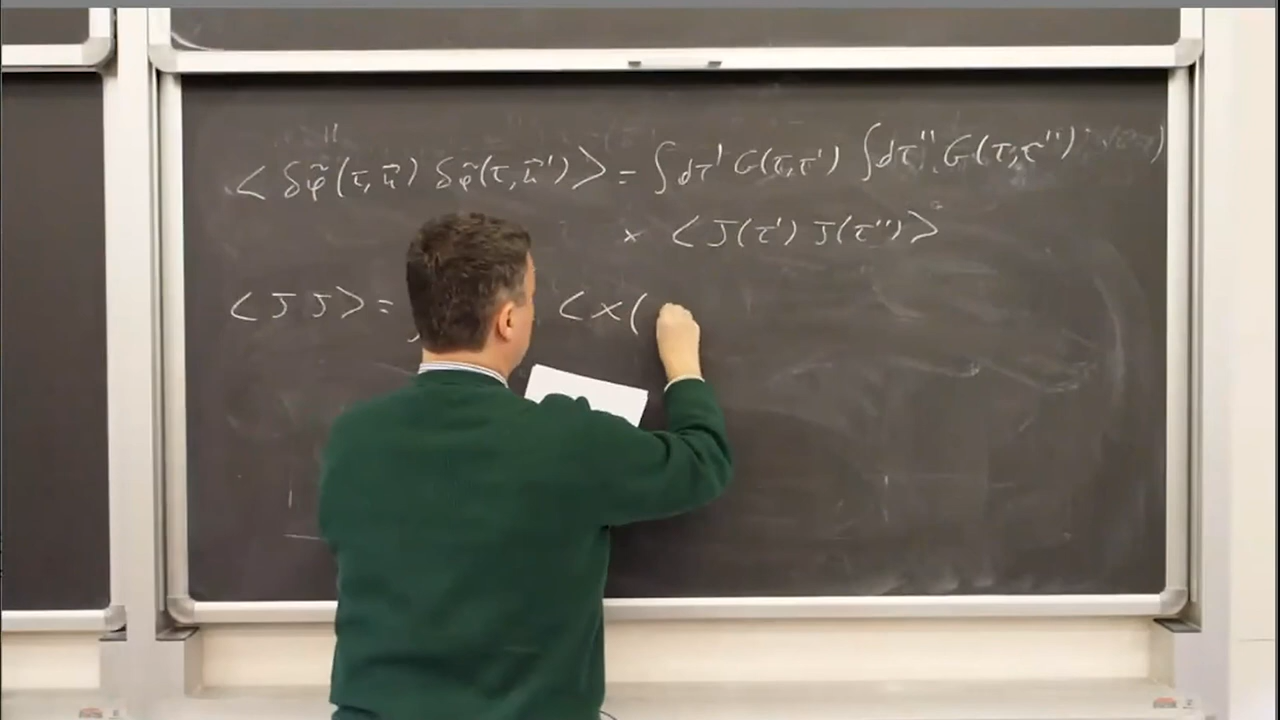 < δφ̃(τ,k⃗) δφ̃(τ,k⃗') > = ∫dτ' G(τ,τ') ∫dτ'' G(τ,τ'')
× < J(τ') J(τ'') >
< J J > = < x (